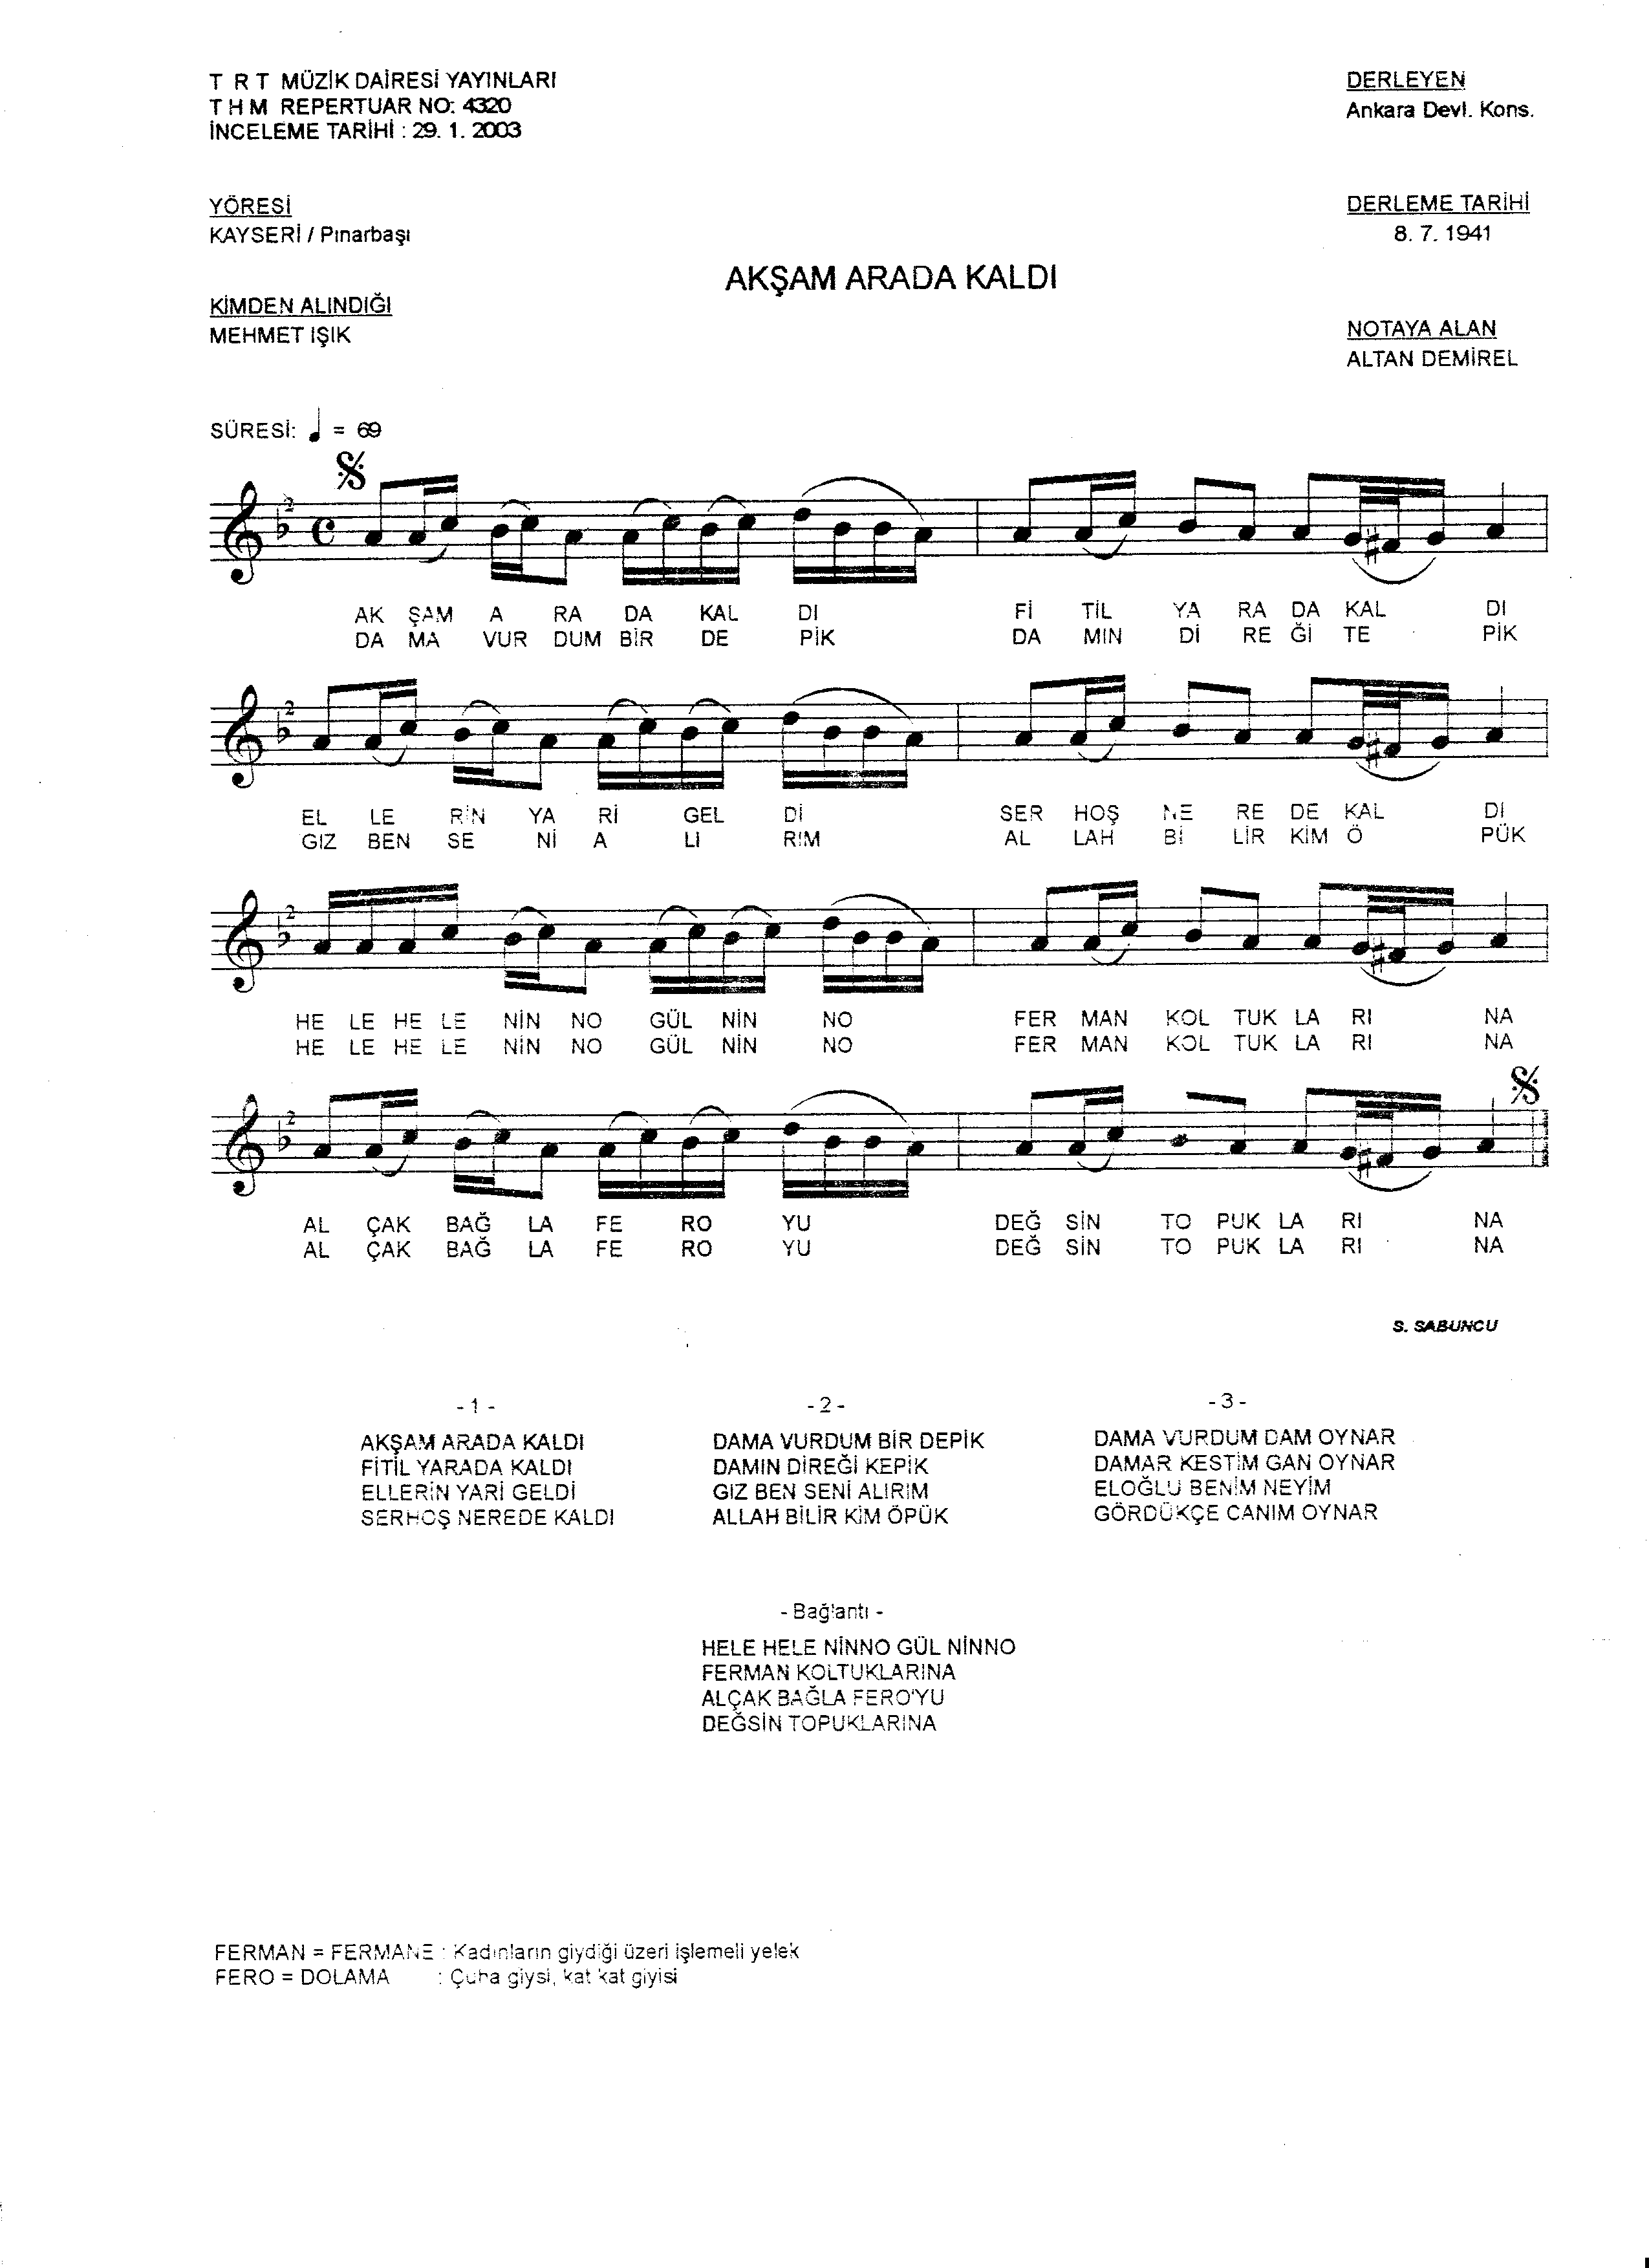 T R T MÜZİK DAİRESİ YAYINLARI
T H M REPERTUAR NO: 4320
İNCELEME TARİHİ : 29. 1. 2003
DERLEYEN
Ankara Devl. Kons.
YÖRESİ
KAYSERİ / Pınarbaşı
DERLEME TARİHİ
8. 7. 1941
AKŞAM ARADA KALDI
KİMDEN ALINDIĞI
MEHMET IŞIK
NOTAYA ALAN
ALTAN DEMİREL
SÜRESİ: ♩ = 69
AK ŞAM A RA DA KAL DI Fİ TİL YA RA DA KAL DI
DA MA VUR DUM BİR DE PİK DA MIN Dİ RE Ğİ TE PİK
EL LE RİN YA Rİ GEL Dİ SER HOŞ NE RE DE KAL DI
GIZ BEN SE Nİ A LI RIM AL LAH Bİ LİR KİM Ö PÜK
HE LE HE LE NİN NO GÜL NİN NO FER MAN KOL TUK LA RI NA
HE LE HE LE NİN NO GÜL NİN NO FER MAN KOL TUK LA RI NA
AL ÇAK BAĞ LA FE RO YU DEĞ SİN TO PUK LA RI NA
AL ÇAK BAĞ LA FE RO YU DEĞ SİN TO PUK LA RI NA
S. SABUNCU
- 1 -
AKŞAM ARADA KALDI
FİTİL YARADA KALDI
ELLERİN YARİ GELDİ
SERHOŞ NEREDE KALDI
- 2 -
DAMA VURDUM BİR DEPİK
DAMIN DİREĞİ KEPİK
GIZ BEN SENİ ALIRIM
ALLAH BİLİR KİM ÖPÜK
- 3 -
DAMA VURDUM DAM OYNAR
DAMAR KESTİM GAN OYNAR
ELOĞLU BENİM NEYİM
GÖRDÜKÇE CANIM OYNAR
- Bağlantı -
HELE HELE NİNNO GÜL NİNNO
FERMAN KOLTUKLARINA
ALÇAK BAĞLA FERO'YU
DEĞSİN TOPUKLARINA
FERMAN = FERMANE : Kadınların giydiği üzeri işlemeli yelek
FERO = DOLAMA : Çuha giysi, kat kat giyisi